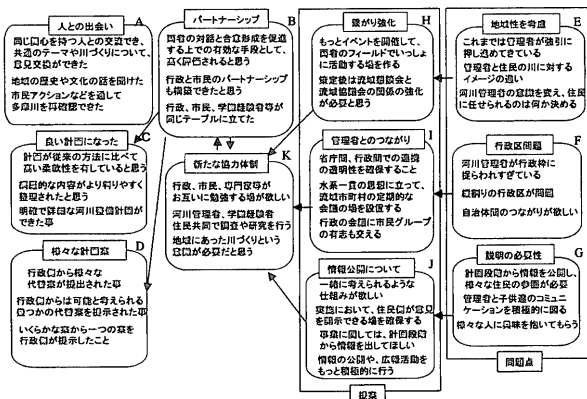 人との出会い
A
同じ関心を持つ人との交流でき、
共通のテーマや川づくりについて、
意見交換ができた
地域の歴史や文化の話を聞けた
市民アクションなどを通して
多摩川を再確認できた
良い計画になった
C
計画が従来の方法に比べて
高い柔軟性を有していると思う
具体的な内容がより判りやすく
整理されたと思う
明確で詳細な河川整備計画が
できた事
様々な計画案
D
行政側から様々な
代替案が提出された事
行政側からは可能と考えられる
幾つかの代替案を提示された事
いくらかな案から一つの案を
行政側が提示したこと
パートナーシップ
B
両者の対話と合意形成を促進
する上での有効な手段として、
高く評価されると思う
行政と市民のパートナーシップ
も構築できたと思う
行政、市民、学識経験者等が
同じテーブルに立てた
新たな協力体制
K
行政、市民、専門家等が
お互いに勉強する場が欲しい
河川管理者、学識経験者
住民共同で調査や研究を行う
地域にあった川づくりという
意識が必要だと思う
繋がり強化
H
もっとイベントを開催して、
両者のフィールドでいっしょに
活動する場を作る
策定後は流域懇談会と
流域協議会の関係の強化
が必要と思う
管理者とのつながり
I
省庁間、行政間での連携
の透明性を確保すること
水系一貫の思想に立って、
流域市町村の定期的な
会議の場を設置する
行政の会議に市民グループ
の有志も交える
情報公開について
J
一緒に考えられるような
仕組みが欲しい
実施において、住民側が意見
を開示できる場を確保する
事業に関しては、計画段階
から情報を出してほしい
情報の公開や、広報活動を
もっと積極的に行う
提案
地域性を考慮
E
これまでは管理者が強引に
押し進めてきている
管理者と住民の川に対する
イメージの違い
河川管理者の意識を変え、住民
に任せられるのは何か決める
行政区問題
F
河川管理者が行政枠に
捉われすぎている
縦割りの行政区が問題
自治体間のつながりが欲しい
説明の必要性
G
計画段階から情報を公開し、
様々な住民の参画が必要
管理者と子供達のコミュニ
ケーションを積極的に図る
様々な人に興味を抱いてもらう
問題点